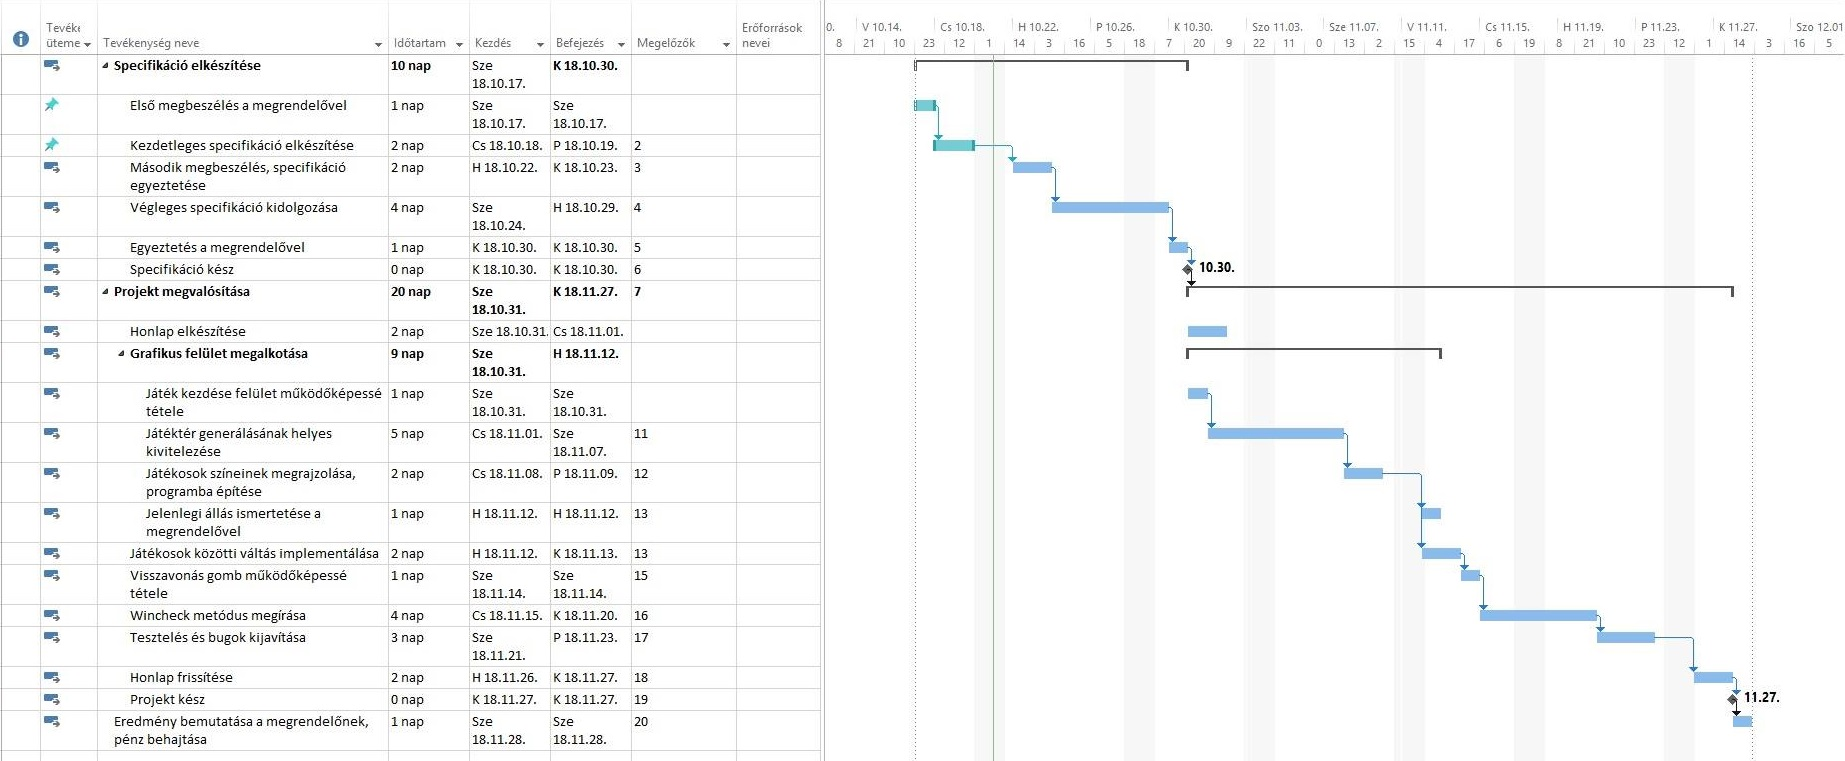 Tevéke
üteme
Tevékenység neve
Időtartam
Kezdés
Befejezés
Megelőzők
Erőforrások
nevei
0. V 10.14. Cs 10.18. H 10.22. P 10.26. K 10.30. Szo 11.03. Sze 11.07. V 11.11. Cs 11.15. H 11.19. P 11.23. K 11.27. Szo 12.01
8 21 10 23 12 1 14 3 16 5 18 7 20 9 22 11 0 13 2 15 4 17 6 19 8 21 10 23 12 1 14 3 16 5
Specifikáció elkészítése 10 nap Sze K 18.10.30.
18.10.17.
Első megbeszélés a megrendelővel 1 nap Sze Sze
18.10.17. 18.10.17.
Kezdetleges specifikáció elkészítése 2 nap Cs 18.10.18. P 18.10.19. 2
Második megbeszélés, specifikáció 2 nap H 18.10.22. K 18.10.23. 3
egyeztetése
Végleges specifikáció kidolgozása 4 nap Sze H 18.10.29. 4
18.10.24.
Egyeztetés a megrendelővel 1 nap K 18.10.30. K 18.10.30. 5
Specifikáció kész 0 nap K 18.10.30. K 18.10.30. 6 10.30.
Projekt megvalósítása 20 nap Sze K 18.11.27. 7
18.10.31.
Honlap elkészítése 2 nap Sze 18.10.31. Cs 18.11.01.
Grafikus felület megalkotása 9 nap Sze H 18.11.12.
18.10.31.
Játék kezdése felület működőképessé 1 nap Sze Sze
tétele 18.10.31. 18.10.31.
Játéktér generálásának helyes 5 nap Cs 18.11.01. Sze 11
kivitelezése 18.11.07.
Játékosok színeinek megrajzolása, 2 nap Cs 18.11.08. P 18.11.09. 12
programba építése
Jelenlegi állás ismertetése a 1 nap H 18.11.12. H 18.11.12. 13
megrendelővel
Játékosok közötti váltás implementálása 2 nap H 18.11.12. K 18.11.13. 13
Visszavonás gomb működőképessé 1 nap Sze Sze 15
tétele 18.11.14. 18.11.14.
Wincheck metódus megírása 4 nap Cs 18.11.15. K 18.11.20. 16
Tesztelés és bugok kijavítása 3 nap Sze P 18.11.23. 17
18.11.21.
Honlap frissítése 2 nap H 18.11.26. K 18.11.27. 18
Projekt kész 0 nap K 18.11.27. K 18.11.27. 19 11.27.
Eredmény bemutatása a megrendelőnek, 1 nap Sze Sze 20
pénz behajtása 18.11.28. 18.11.28.